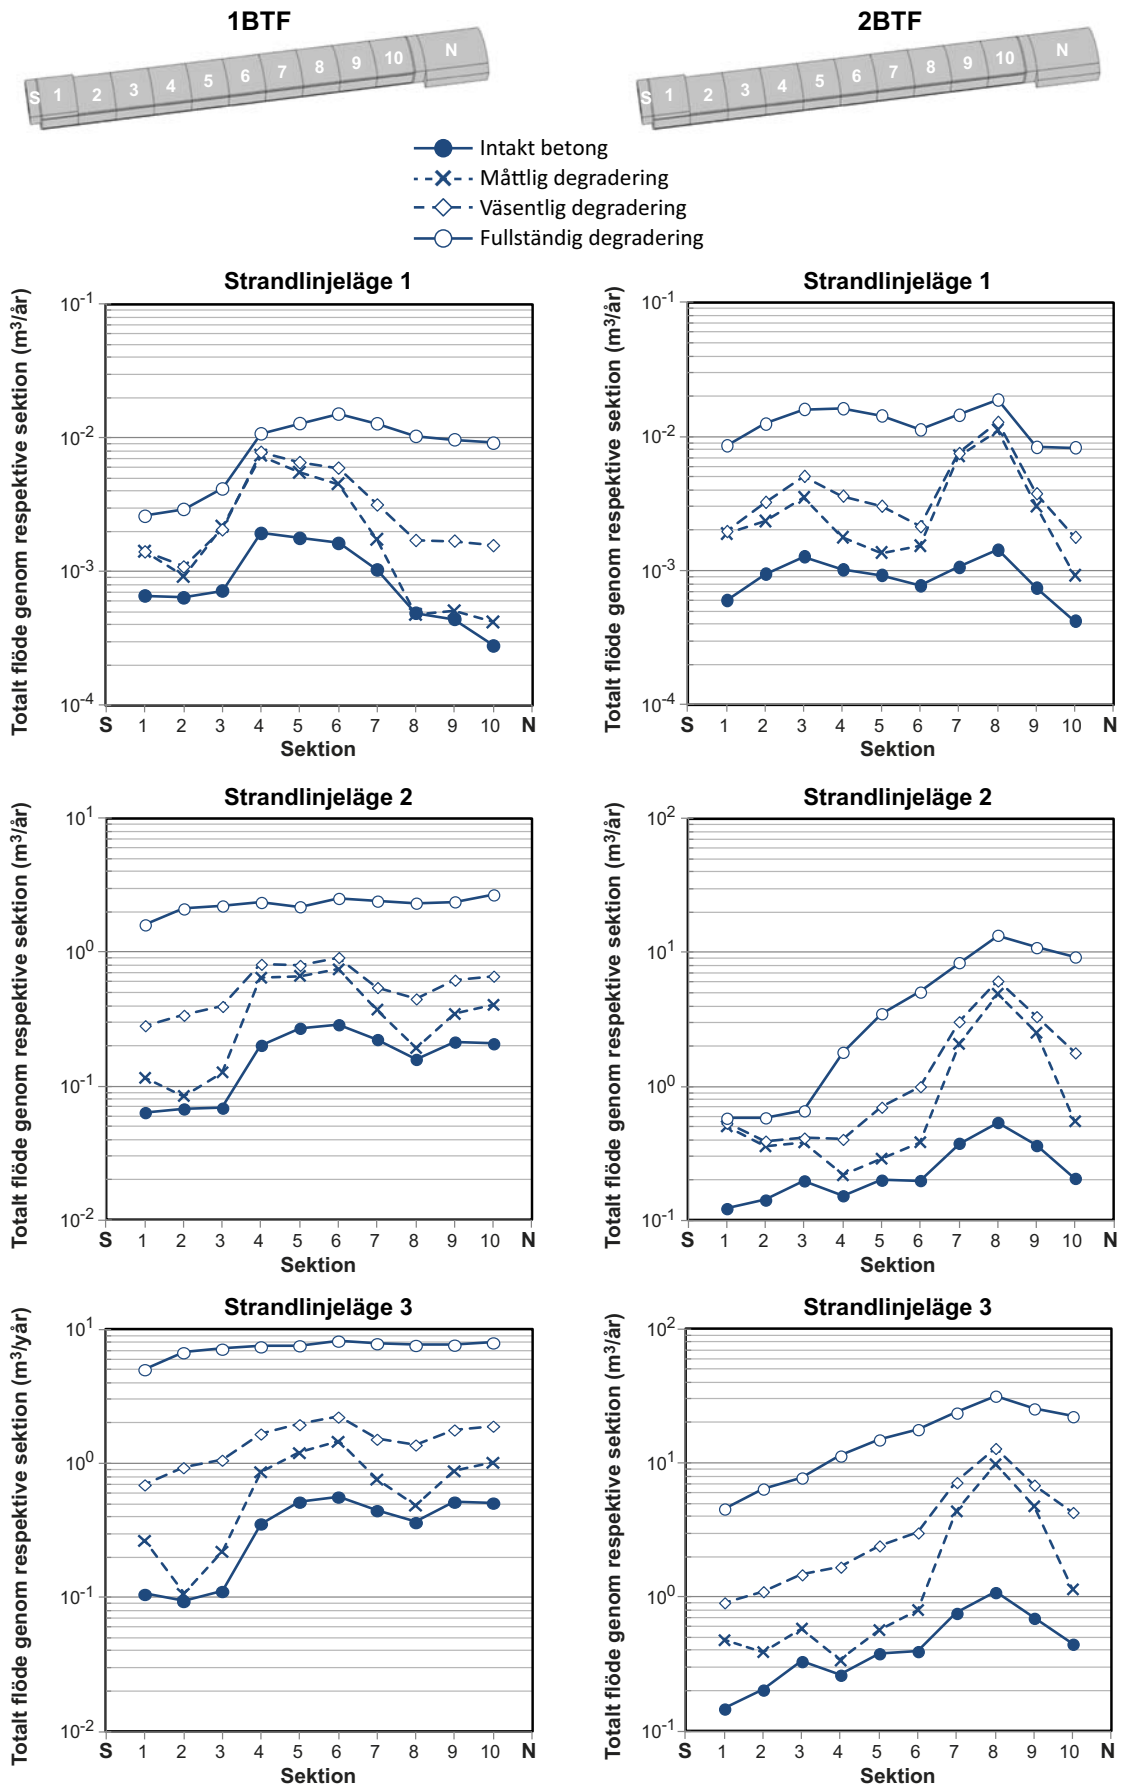 1BTF
2BTF
S 1 2 3 4 5 6 7 8 9 10 N
S 1 2 3 4 5 6 7 8 9 10 N
Intakt betong
Måttlig degradering
Väsentlig degradering
Fullständig degradering
Strandlinjeläge 1
Totalt flöde genom respektive sektion (m³/år)
10⁻¹
10⁻²
10⁻³
10⁻⁴
S 1 2 3 4 5 6 7 8 9 10 N
Sektion
Strandlinjeläge 1
Totalt flöde genom respektive sektion (m³/år)
10⁻¹
10⁻²
10⁻³
10⁻⁴
S 1 2 3 4 5 6 7 8 9 10 N
Sektion
Strandlinjeläge 2
Totalt flöde genom respektive sektion (m³/år)
10¹
10⁰
10⁻¹
10⁻²
S 1 2 3 4 5 6 7 8 9 10 N
Sektion
Strandlinjeläge 2
Totalt flöde genom respektive sektion (m³/år)
10²
10¹
10⁰
10⁻¹
S 1 2 3 4 5 6 7 8 9 10 N
Sektion
Strandlinjeläge 3
Totalt flöde genom respektive sektion (m³/yår)
10¹
10⁰
10⁻¹
10⁻²
S 1 2 3 4 5 6 7 8 9 10 N
Sektion
Strandlinjeläge 3
Totalt flöde genom respektive sektion (m³/år)
10²
10¹
10⁰
10⁻¹
S 1 2 3 4 5 6 7 8 9 10 N
Sektion